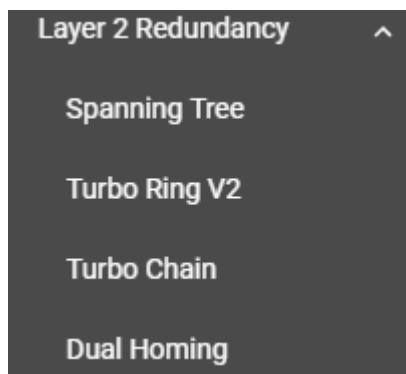 Layer 2 Redundancy
Spanning Tree
Turbo Ring V2
Turbo Chain
Dual Homing